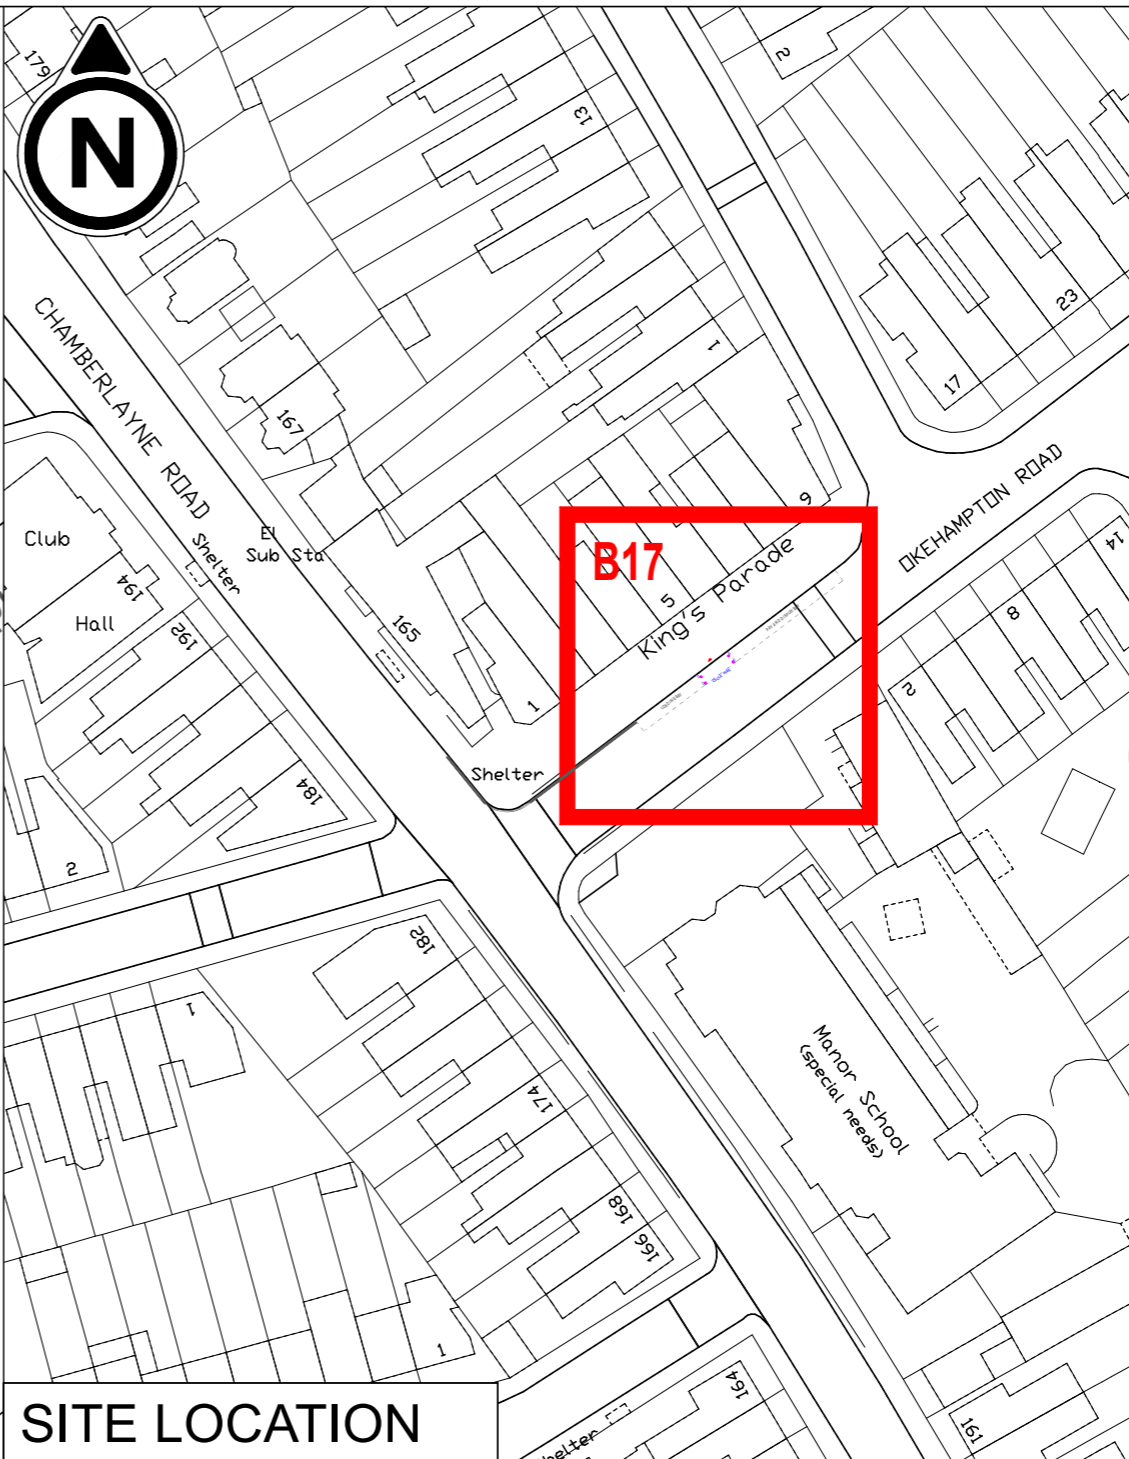 179
N
2
13
23
17
1
CHAMBERLAYNE ROAD
167
9
OKEHAMPTON ROAD
14
Club
Shelter
El
Sub Sta
B17
King's Parade
5
194
Hall
192
165
8
2
1
Shelter
184
2
182
1
Manor School
(special needs)
174
168
166
1
164
161
SITE LOCATION